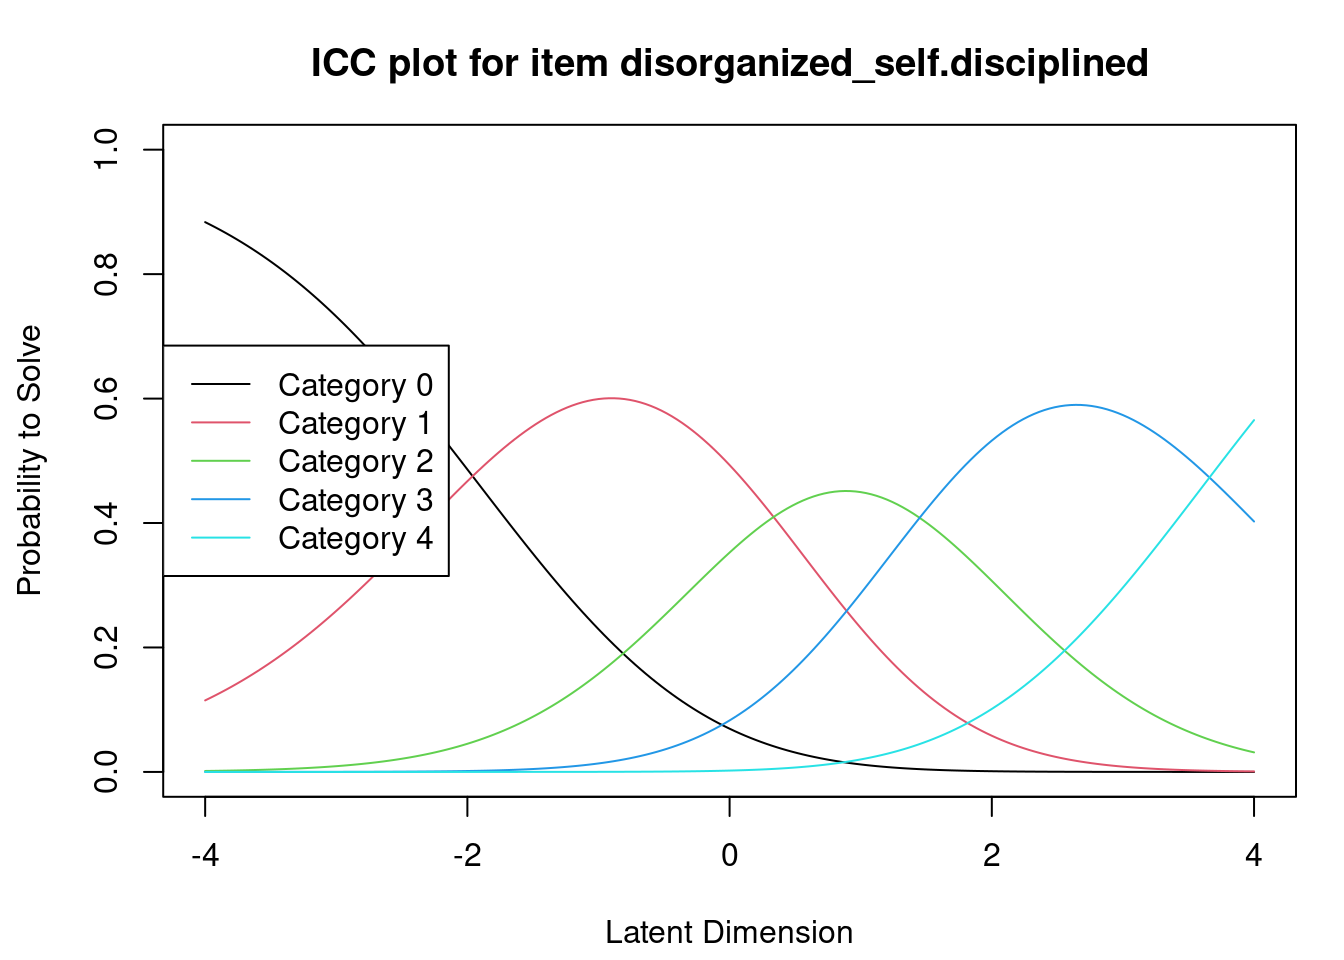 ICC plot for item disorganized_self.disciplined
Probability to Solve
1.0
0.8
0.6
0.4
0.2
0.0
Category 0
Category 1
Category 2
Category 3
Category 4
-4 -2 0 2 4
Latent Dimension